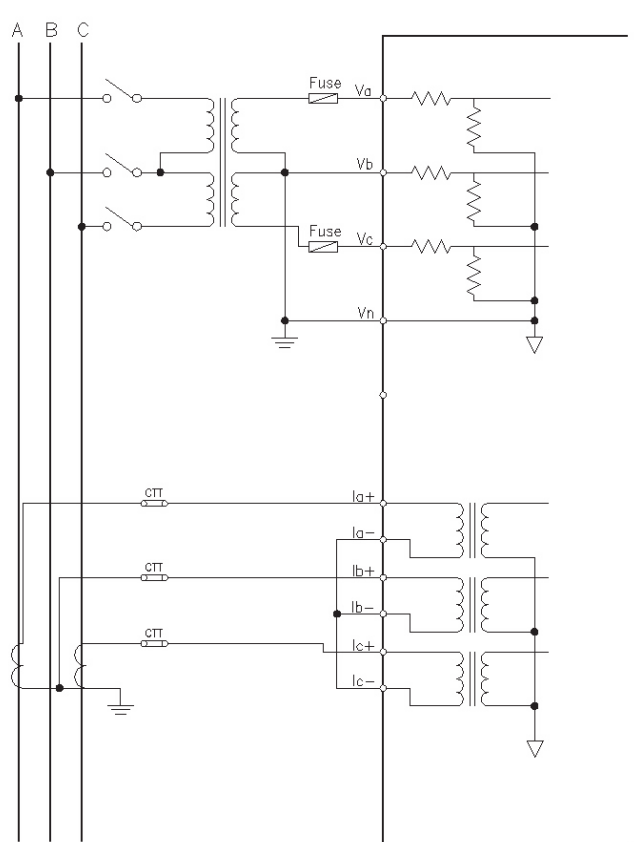 A B C
Fuse
Va
Vb
Fuse
Vc
Vn
CTT
Ia+
Ia−
CTT
Ib+
Ib−
CTT
Ic+
Ic−